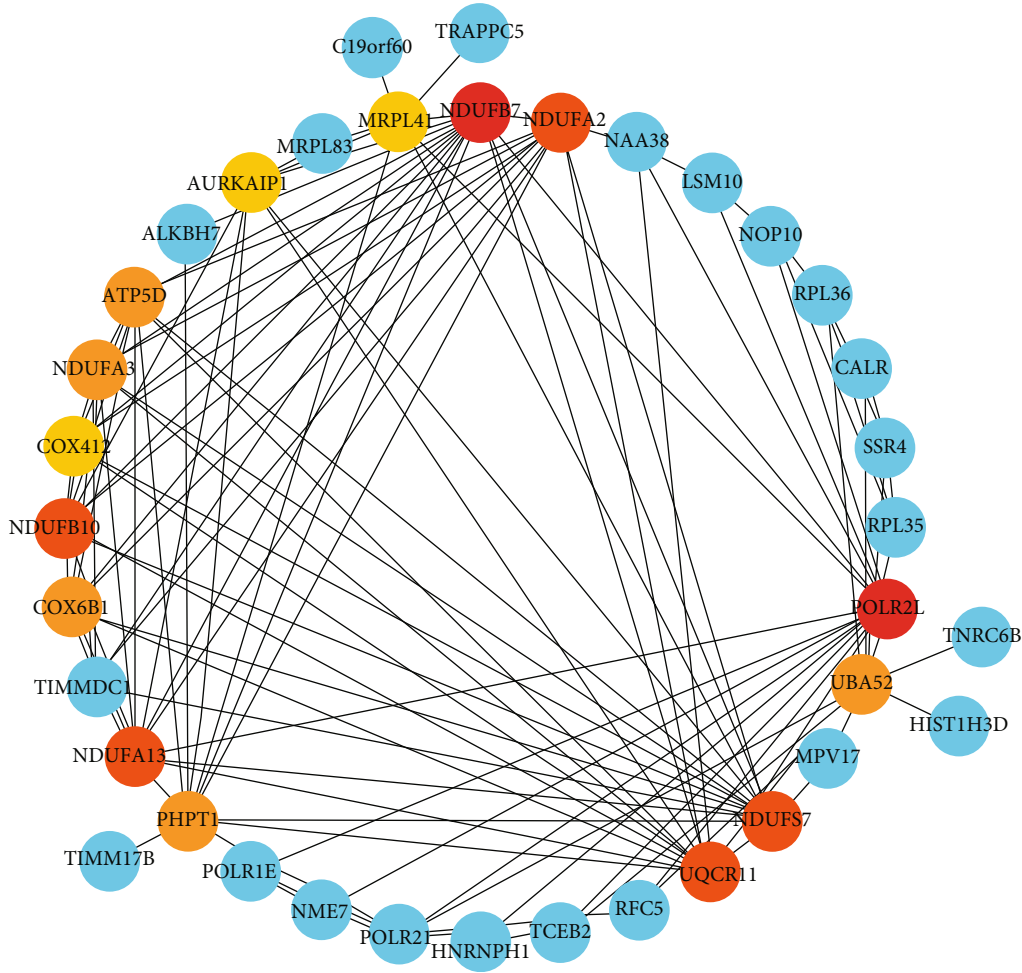 TRAPPC5
C19orf60
NDUFB7
MRPL41
NDUFA2
MRPL83
NAA38
AURKAIP1
LSM10
ALKBH7
NOP10
ATP5D
RPL36
NDUFA3
CALR
COX412
SSR4
NDUFB10
RPL35
COX6B1
POLR2L
TNRC6B
TIMMDC1
UBA52
HIST1H3D
NDUFA13
MPV17
PHPT1
NDUFS7
TIMM17B
POLR1E
UQCR11
NME7
RFC5
POLR21
TCEB2
HNRNPH1